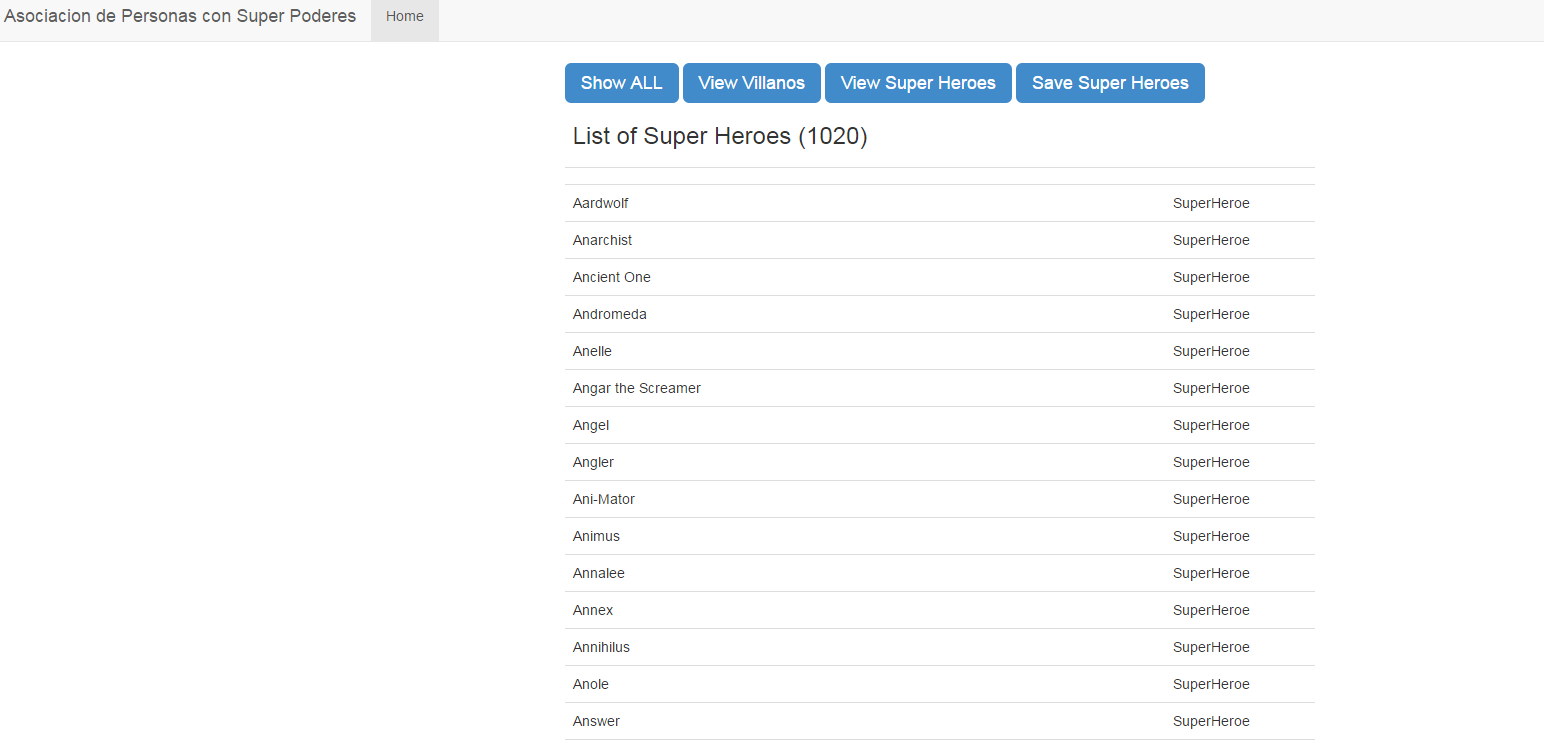 Asociacion de Personas con Super Poderes Home
Show ALL View Villanos View Super Heroes Save Super Heroes
List of Super Heroes (1020)
Aardwolf SuperHeroe
Anarchist SuperHeroe
Ancient One SuperHeroe
Andromeda SuperHeroe
Anelle SuperHeroe
Angar the Screamer SuperHeroe
Angel SuperHeroe
Angler SuperHeroe
Ani-Mator SuperHeroe
Animus SuperHeroe
Annalee SuperHeroe
Annex SuperHeroe
Annihilus SuperHeroe
Anole SuperHeroe
Answer SuperHeroe